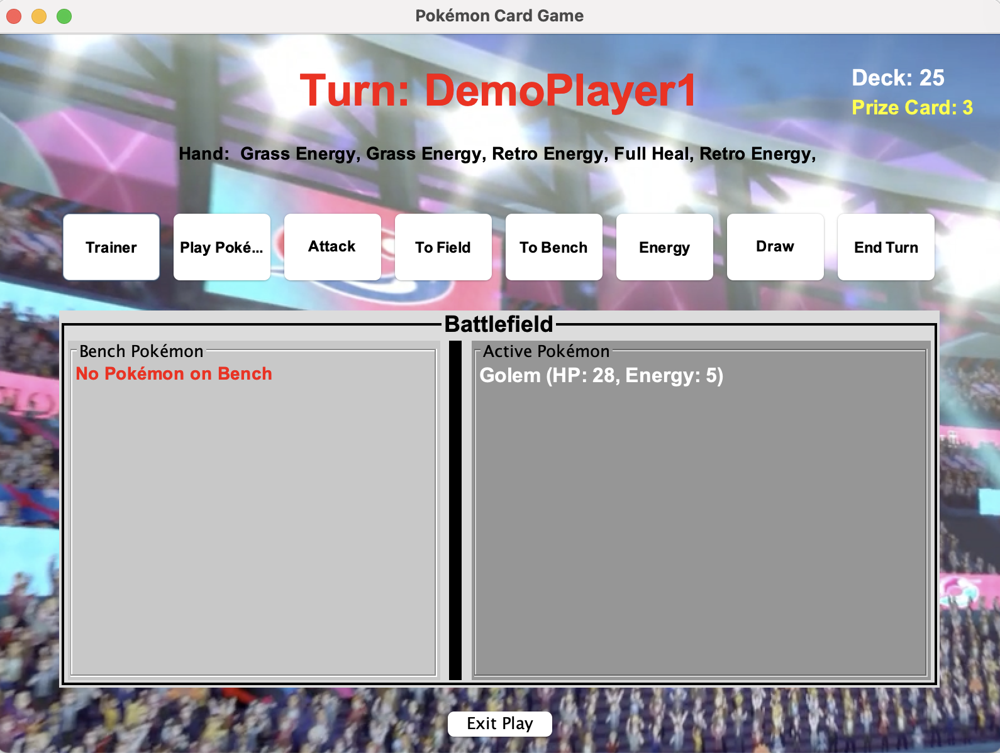 Pokémon Card Game
Turn: DemoPlayer1
Deck: 25
Prize Card: 3
Hand:  Grass Energy, Grass Energy, Retro Energy, Full Heal, Retro Energy,
Trainer
Play Poké...
Attack
To Field
To Bench
Energy
Draw
End Turn
Battlefield
Bench Pokémon
No Pokémon on Bench
Active Pokémon
Golem (HP: 28, Energy: 5)
Exit Play